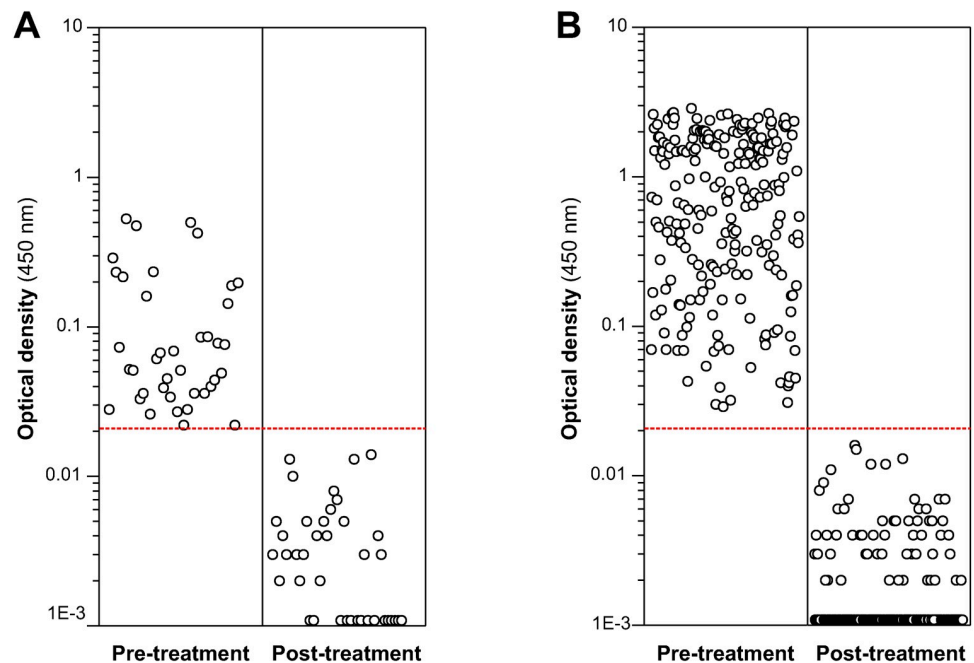 A
Optical density (450 nm)
10
1
0.1
0.01
1E-3
Pre-treatment
Post-treatment
B
Optical density (450 nm)
10
1
0.1
0.01
1E-3
Pre-treatment
Post-treatment